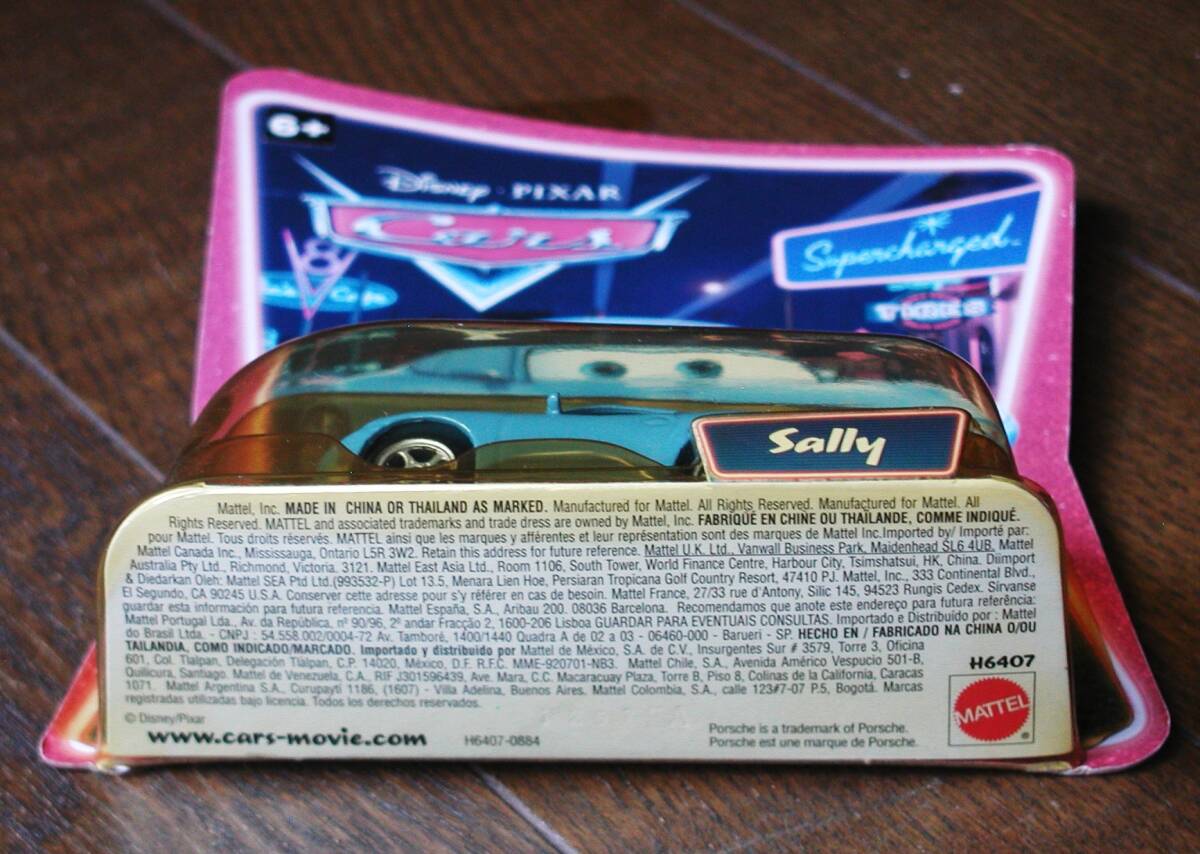 6+
Disney · PIXAR
Cars
Supercharged
V8
Sally
Mattel, Inc. MADE IN CHINA OR THAILAND AS MARKED. Manufactured for Mattel. All Rights Reserved. Manufactured for Mattel. All
Rights Reserved. MATTEL and associated trademarks and trade dress are owned by Mattel, Inc. FABRIQUÉ EN CHINE OU THAÏLANDE, COMME INDIQUÉ.
pour Mattel. Tous droits réservés. MATTEL ainsi que les marques y afférentes et leur représentation sont des marques de Mattel Inc.Imported by/ Importé par:
Mattel Canada Inc., Mississauga, Ontario L5R 3W2. Retain this address for future reference. Mattel U.K. Ltd., Vanwall Business Park, Maidenhead SL6 4UB. Mattel
Australia Pty Ltd., Richmond, Victoria. 3121. Mattel East Asia Ltd., Room 1106, South Tower, World Finance Centre, Harbour City, Tsimshatsui, HK, China. Diimport
& Diedarkan Oleh: Mattel SEA Ptd Ltd.(993532-P) Lot 13.5, Menara Lien Hoe, Persiaran Tropicana Golf Country Resort, 47410 PJ. Mattel, Inc., 333 Continental Blvd.,
El Segundo, CA 90245 U.S.A. Conserver cette adresse pour s'y référer en cas de besoin. Mattel France, 27/33 rue d'Antony, Silic 145, 94523 Rungis Cedex. Sírvanse
guardar esta información para futura referencia. Mattel España, S.A., Aribau 200. 08036 Barcelona. Recomendamos que anote este endereço para futura referência:
Mattel Portugal Lda., Av. da República, nº 90/96, 2º andar Fracção 2, 1600-206 Lisboa GUARDAR PARA EVENTUAIS CONSULTAS. Importado e Distribuído por : Mattel
do Brasil Ltda. - CNPJ : 54.558.002/0004-72 Av. Tamboré, 1400/1440 Quadra A de 02 a 03 - 06460-000 - Barueri - SP. HECHO EN / FABRICADO NA CHINA O/OU
TAILANDIA, COMO INDICADO/MARCADO. Importado y distribuido por Mattel de México, S.A. de C.V., Insurgentes Sur # 3579, Torre 3, Oficina
601, Col. Tlalpan, Delegación Tlalpan, C.P. 14020, México, D.F. R.F.C. MME-920701-NB3. Mattel Chile, S.A., Avenida Américo Vespucio 501-B,
Quilicura, Santiago. Mattel de Venezuela, C.A., RIF J301596439, Ave. Mara, C.C. Macaracuay Plaza, Torre B, Piso 8, Colinas de la California, Caracas
1071. Mattel Argentina S.A., Curupaytí 1186, (1607) - Villa Adelina, Buenos Aires. Mattel Colombia, S.A., calle 123#7-07 P.5, Bogotá. Marcas
registradas utilizadas bajo licencia. Todos los derechos reservados.
H6407
MATTEL
®
© Disney/Pixar
www.cars-movie.com
H6407-0884
Porsche is a trademark of Porsche.
Porsche est une marque de Porsche.